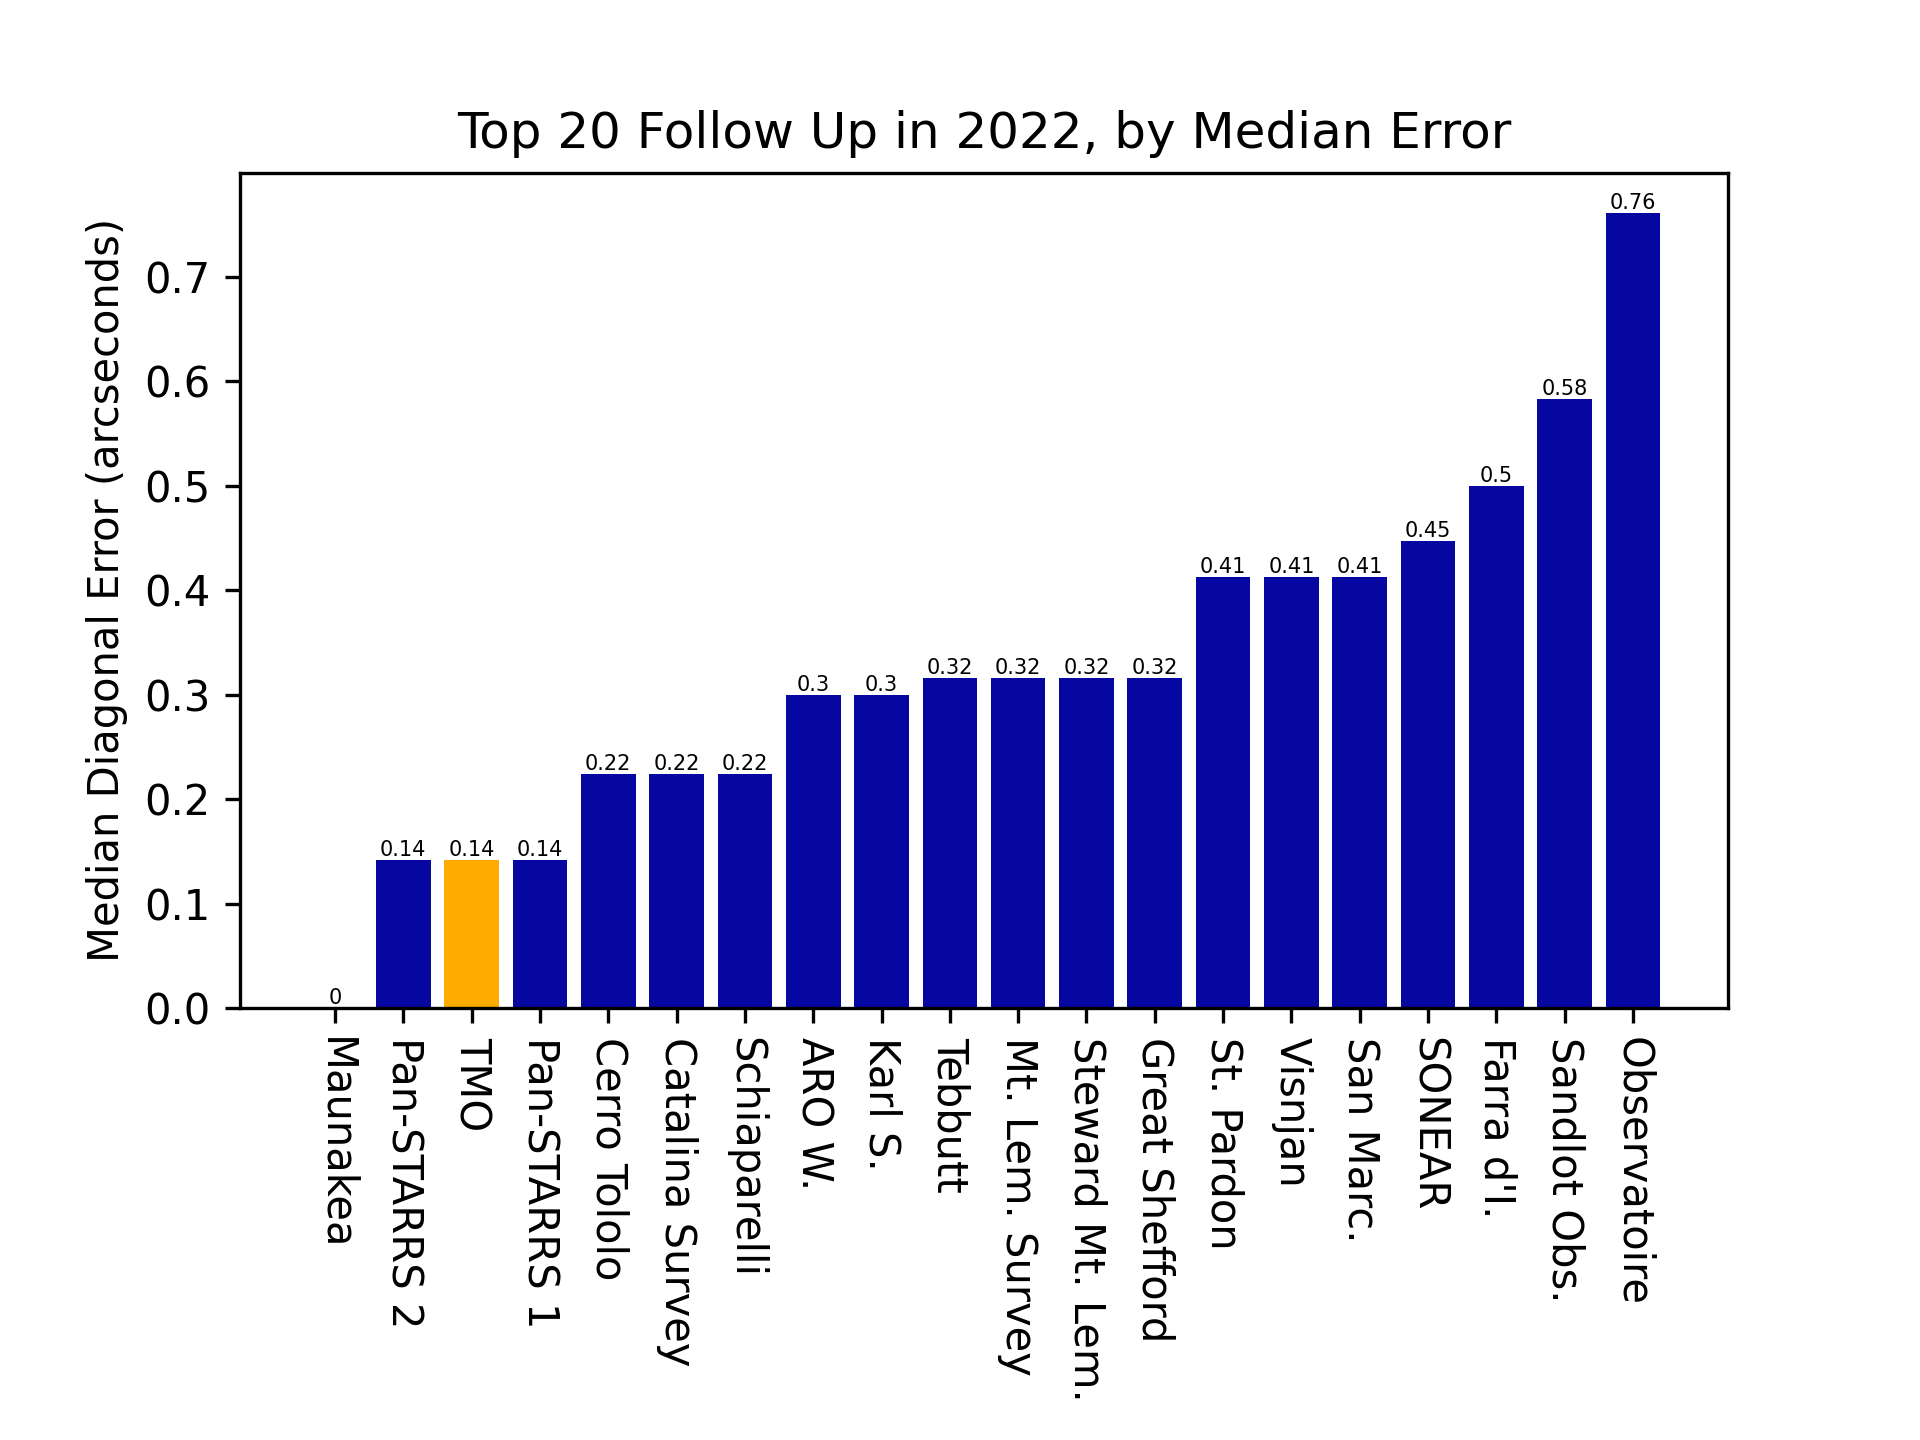 Top 20 Follow Up in 2022, by Median Error
Median Diagonal Error (arcseconds)
0.7
0.6
0.5
0.4
0.3
0.2
0.1
0.0
0
0.14
0.14
0.14
0.22
0.22
0.22
0.3
0.3
0.32
0.32
0.32
0.32
0.41
0.41
0.41
0.45
0.5
0.58
0.76
Maunakea
Pan-STARRS 2
TMO
Pan-STARRS 1
Cerro Tololo
Catalina Survey
Schiaparelli
ARO W.
Karl S.
Tebbutt
Mt. Lem. Survey
Steward Mt. Lem.
Great Shefford
St. Pardon
Visnjan
San Marc.
SONEAR
Farra d'I.
Sandlot Obs.
Observatoire